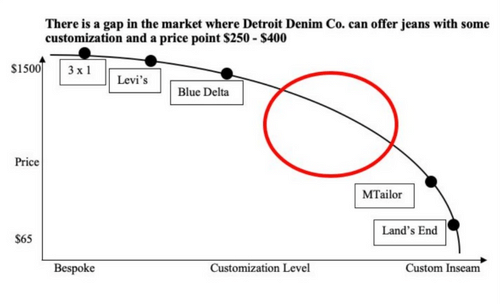 There is a gap in the market where Detroit Denim Co. can offer jeans with some
customization and a price point $250 - $400
$1500
3 x 1
Levi's
Blue Delta
Price
MTailor
Land's End
$65
Bespoke
Customization Level
Custom Inseam